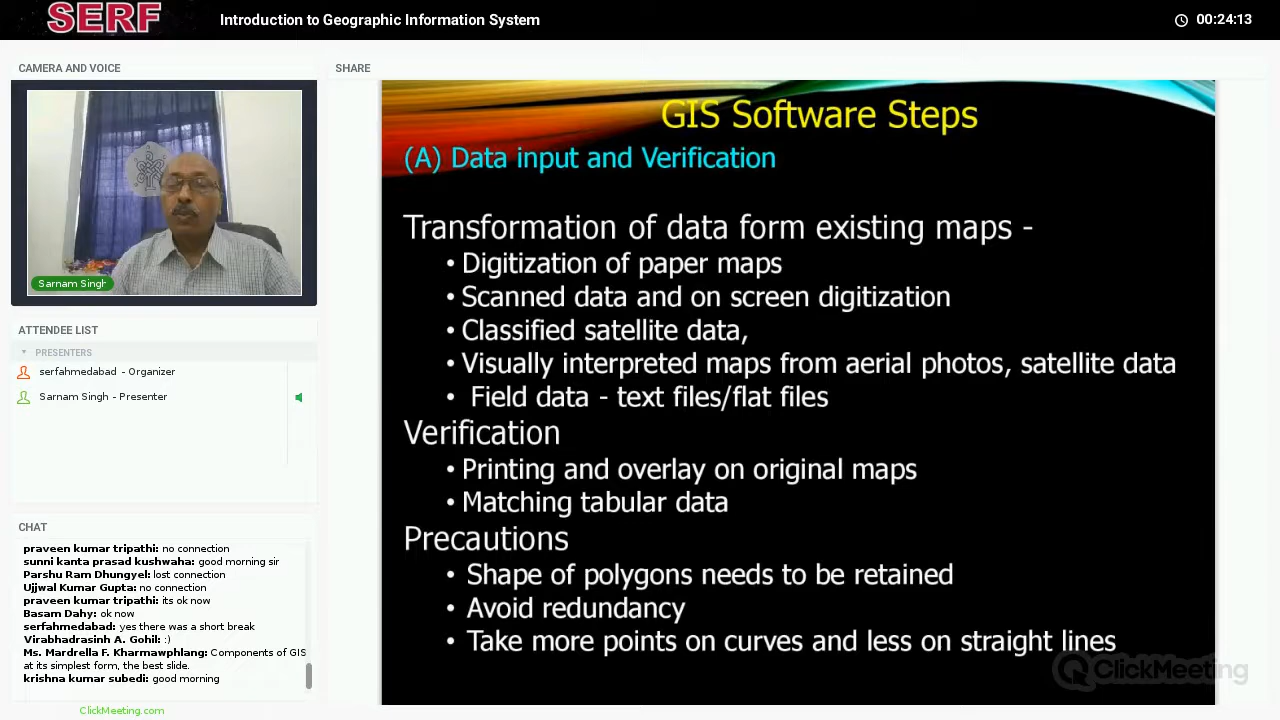 SERF
Introduction to Geographic Information System
00:24:13
CAMERA AND VOICE
Sarnam Singh
ATTENDEE LIST
PRESENTERS
serfahmedabad - Organizer
Sarnam Singh - Presenter
CHAT
praveen kumar tripathi: no connection
sunni kanta prasad kushwaha: good morning sir
Parshu Ram Dhungyel: lost connection
Ujjwal Kumar Gupta: no connection
praveen kumar tripathi: its ok now
Basam Dahy: ok now
serfahmedabad: yes there was a short break
Virabhadrasinh A. Gohil: :)
Ms. Mardrella F. Kharmawphlang: Components of GIS
at its simplest form, the best slide.
krishna kumar subedi: good morning
ClickMeeting.com
SHARE
GIS Software Steps
(A) Data input and Verification
Transformation of data form existing maps -
• Digitization of paper maps
• Scanned data and on screen digitization
• Classified satellite data,
• Visually interpreted maps from aerial photos, satellite data
• Field data - text files/flat files
Verification
• Printing and overlay on original maps
• Matching tabular data
Precautions
• Shape of polygons needs to be retained
• Avoid redundancy
• Take more points on curves and less on straight lines
ClickMeeting